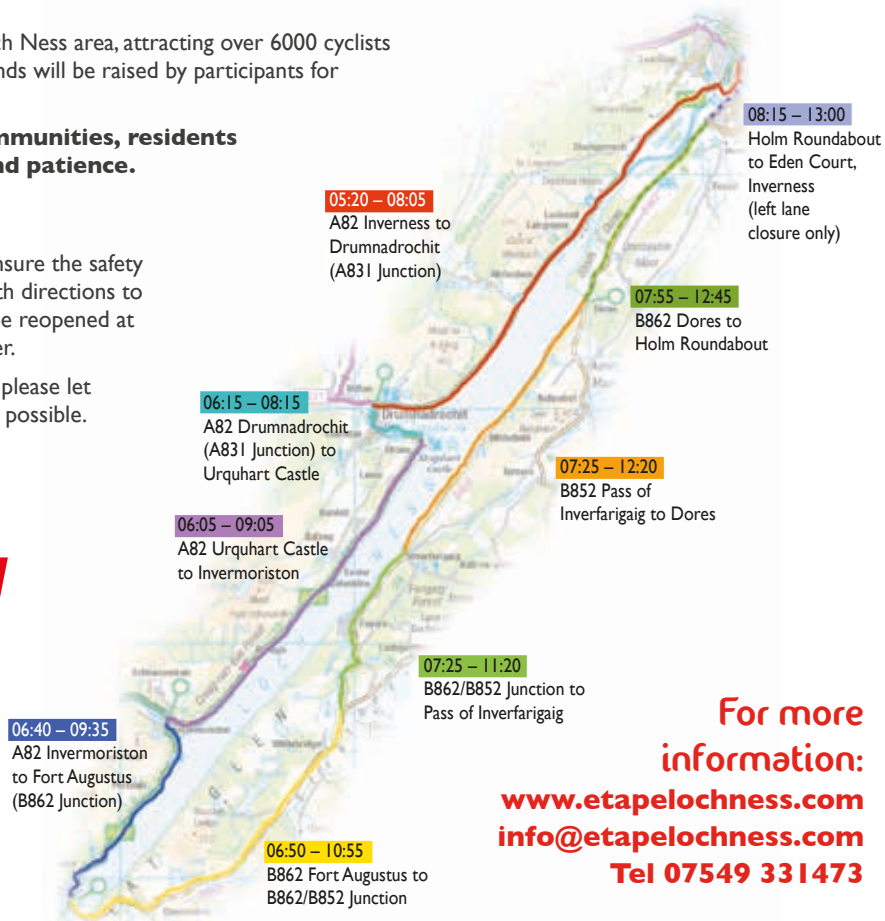 ch Ness area, attracting over 6000 cyclists
nds will be raised by participants for
mmunities, residents
nd patience.
nsure the safety
th directions to
e reopened at
er.
please let
possible.
08:15 – 13:00
Holm Roundabout
to Eden Court,
Inverness
(left lane
closure only)
05:20 – 08:05
A82 Inverness to
Drumnadrochit
(A831 Junction)
07:55 – 12:45
B862 Dores to
Holm Roundabout
06:15 – 08:15
A82 Drumnadrochit
(A831 Junction) to
Urquhart Castle
Drumnadrochit
07:25 – 12:20
B852 Pass of
Inverfarigaig to Dores
06:05 – 09:05
A82 Urquhart Castle
to Invermoriston
07:25 – 11:20
B862/B852 Junction to
Pass of Inverfarigaig
06:40 – 09:35
A82 Invermoriston
to Fort Augustus
(B862 Junction)
06:50 – 10:55
B862 Fort Augustus to
B862/B852 Junction
For more
information:
www.etapelochness.com
info@etapelochness.com
Tel 07549 331473